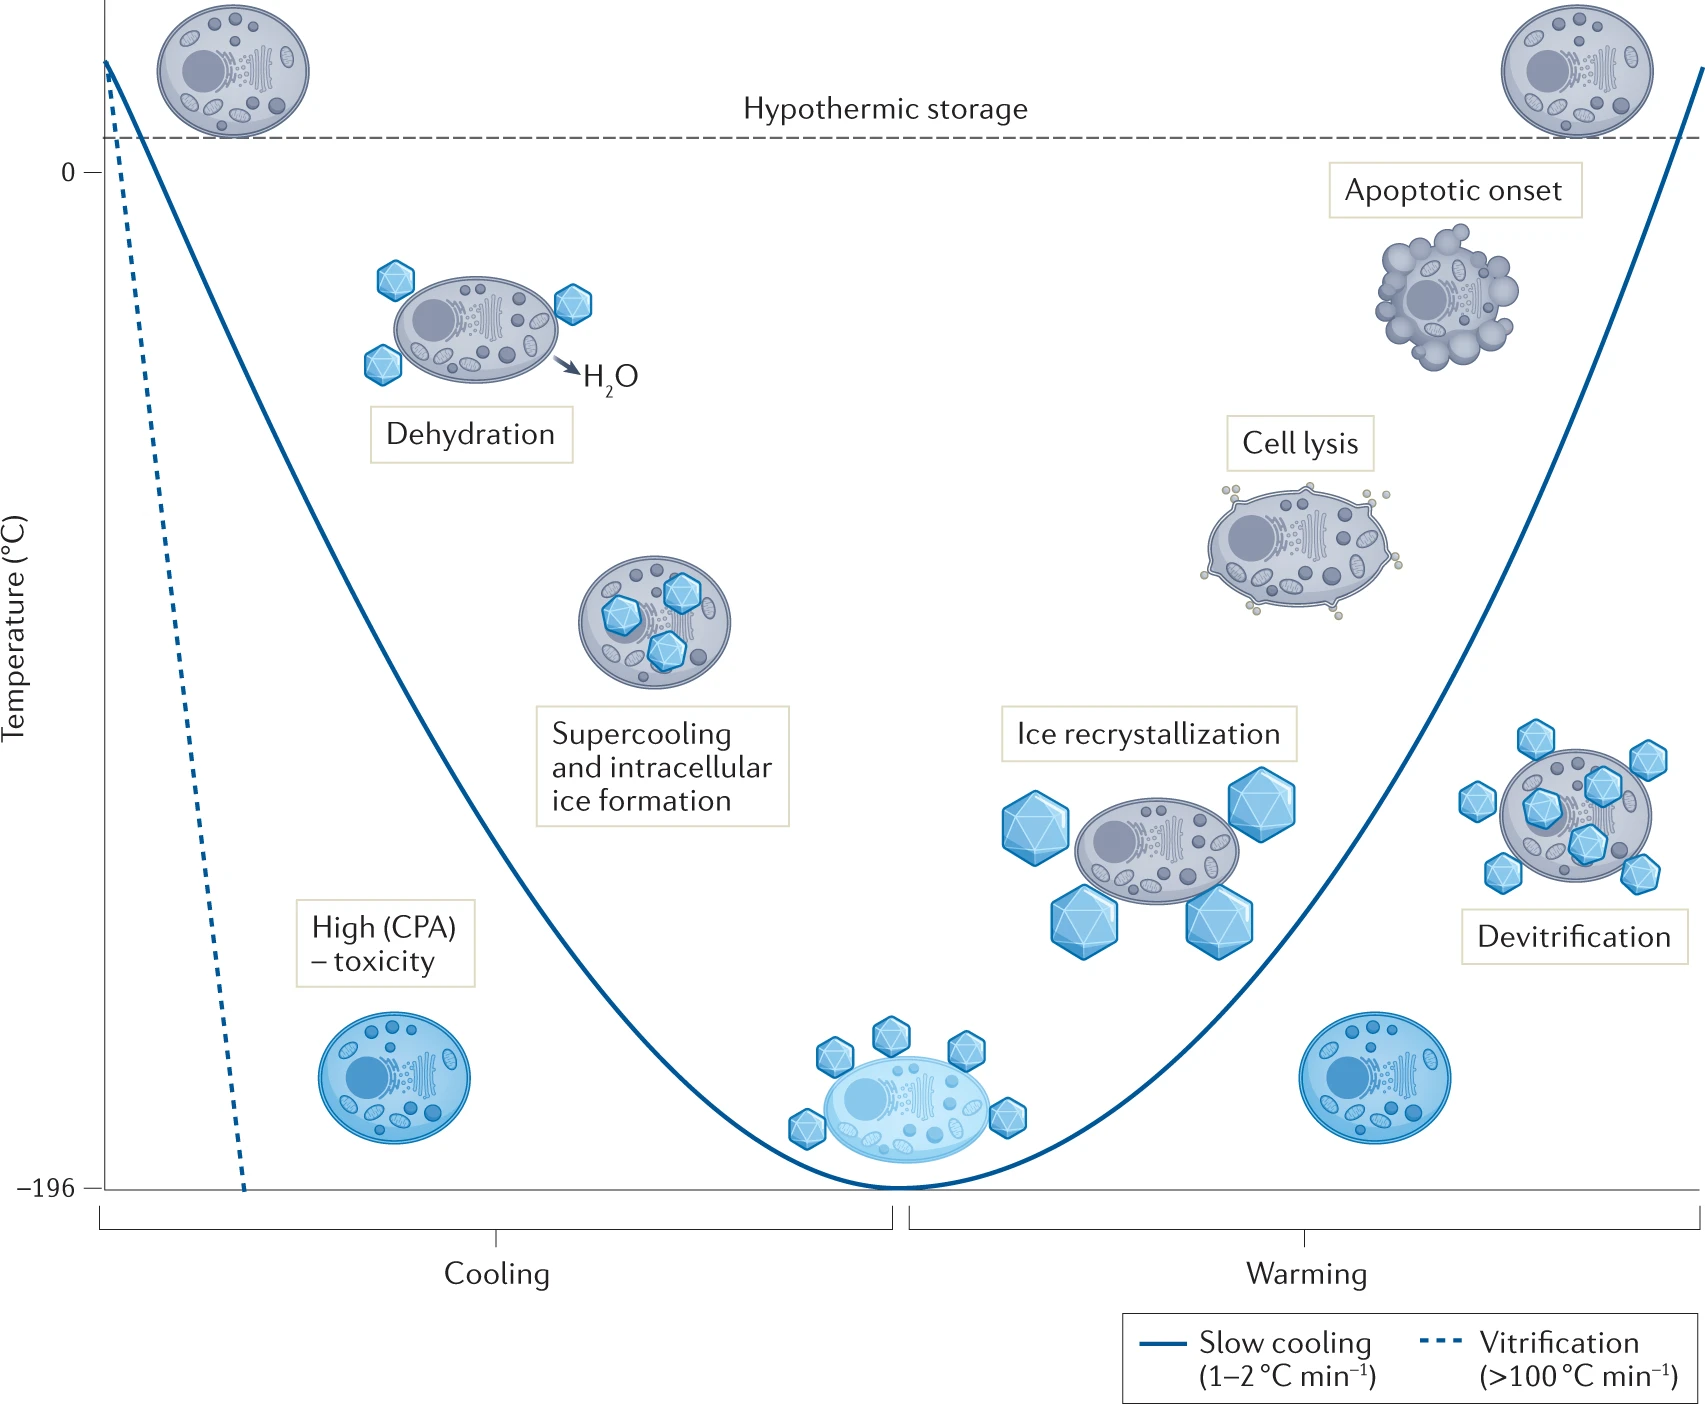 Hypothermic storage
0
Apoptotic onset
H₂O
Dehydration
Cell lysis
Temperature (°C)
Supercooling
and intracellular
ice formation
Ice recrystallization
High (CPA)
– toxicity
Devitrification
–196
Cooling
Warming
Slow cooling
(1–2 °C min⁻¹)
Vitrification
(>100 °C min⁻¹)